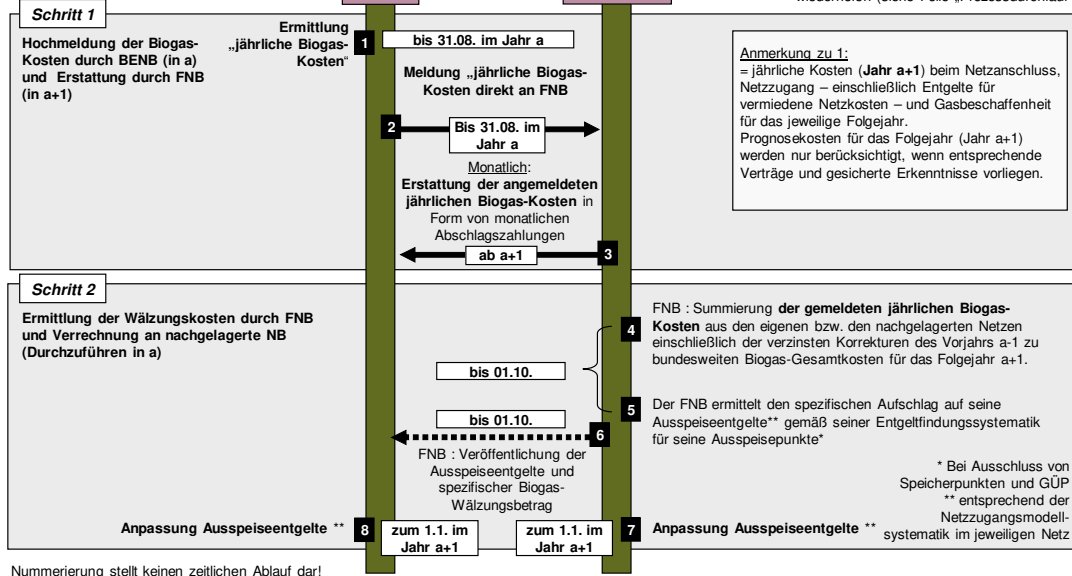 Schritt 1
Hochmeldung der Biogas-
Kosten durch BENB (in a)
und Erstattung durch FNB
(in a+1)
Ermittlung
„jährliche Biogas-
Kosten“
1
bis 31.08. im Jahr a
Meldung „jährliche Biogas-
Kosten direkt an FNB
2
Bis 31.08. im
Jahr a
Monatlich:
Erstattung der angemeldeten
jährlichen Biogas-Kosten in
Form von monatlichen
Abschlagszahlungen
ab a+1
3
Anmerkung zu 1:
= jährliche Kosten (Jahr a+1) beim Netzanschluss,
Netzzugang – einschließlich Entgelte für
vermiedene Netzkosten – und Gasbeschaffenheit
für das jeweilige Folgejahr.
Prognosekosten für das Folgejahr (Jahr a+1)
werden nur berücksichtigt, wenn entsprechende
Verträge und gesicherte Erkenntnisse vorliegen.
Schritt 2
Ermittlung der Wälzungskosten durch FNB
und Verrechnung an nachgelagerte NB
(Durchzuführen in a)
4
FNB : Summierung der gemeldeten jährlichen Biogas-
Kosten aus den eigenen bzw. den nachgelagerten Netzen
einschließlich der verzinsten Korrekturen des Vorjahrs a-1 zu
bundesweiten Biogas-Gesamtkosten für das Folgejahr a+1.
bis 01.10.
5
Der FNB ermittelt den spezifischen Aufschlag auf seine
Ausspeiseentgelte** gemäß seiner Entgeltfindungssystematik
für seine Ausspeisepunkte*
bis 01.10.
6
FNB : Veröffentlichung der
Ausspeiseentgelte und
spezifischer Biogas-
Wälzungsbetrag
* Bei Ausschluss von
Speicherpunkten und GÜP
** entsprechend der
Netzzugangsmodell-
systematik im jeweiligen Netz
Anpassung Ausspeiseentgelte **
8
zum 1.1. im
Jahr a+1
zum 1.1. im
Jahr a+1
7
Anpassung Ausspeiseentgelte **
Nummerierung stellt keinen zeitlichen Ablauf dar!